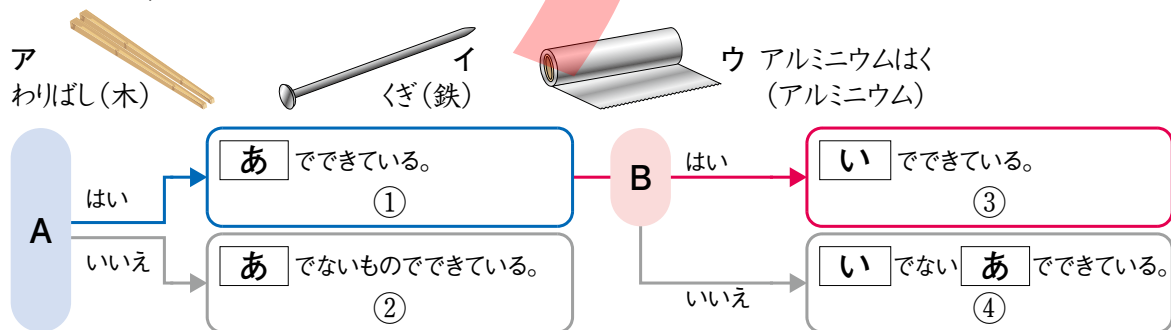 ア
わりばし(木)
イ
くぎ(鉄)
ウ アルミニウムはく
(アルミニウム)
A
はい
いいえ
あ でできている。
①
あ でないものでできている。
②
B
はい
いいえ
い でできている。
③
い でない あ でできている。
④